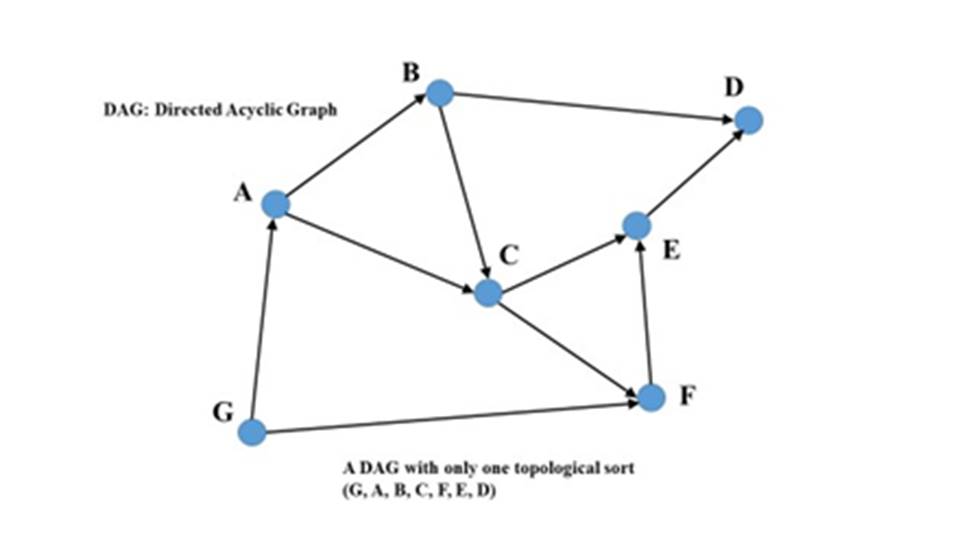 B
D
DAG: Directed Acyclic Graph
A
C
E
G
F
A DAG with only one topological sort
(G, A, B, C, F, E, D)